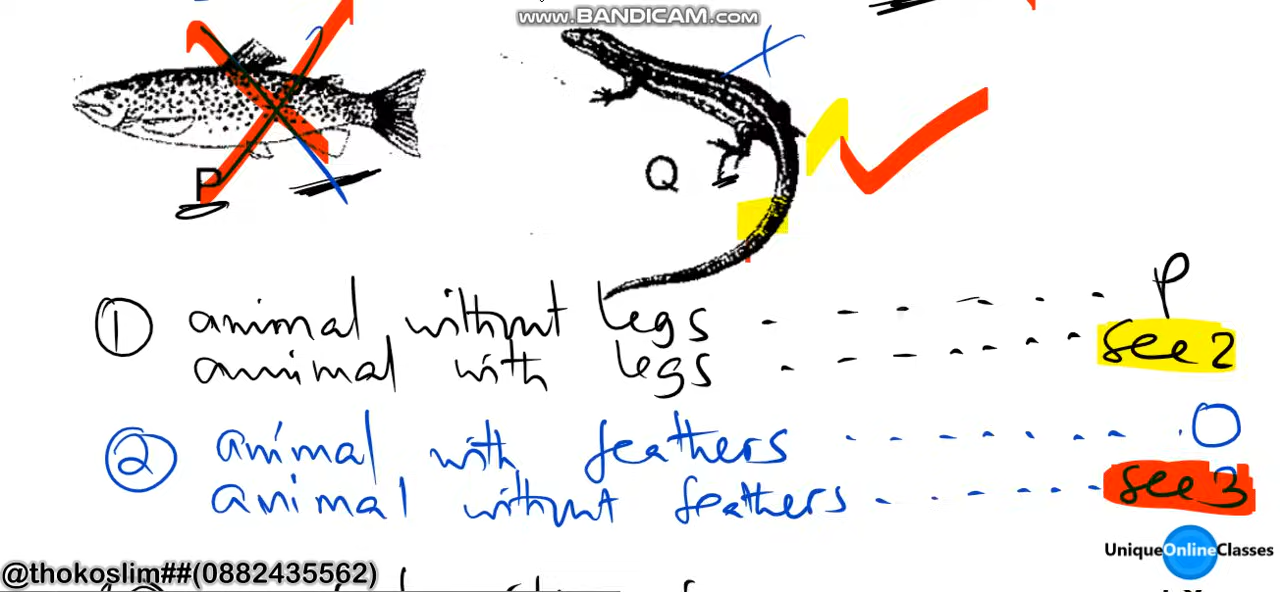 www.BANDICAM.com
P
Q
① animal without legs - - - - - - P
animal with legs - - - - - - - see 2
② animal with feathers - - - - - - - . O
animal without feathers - - - - - - see 3
UniqueOnlineClasses
@thokoslim##(0882435562)